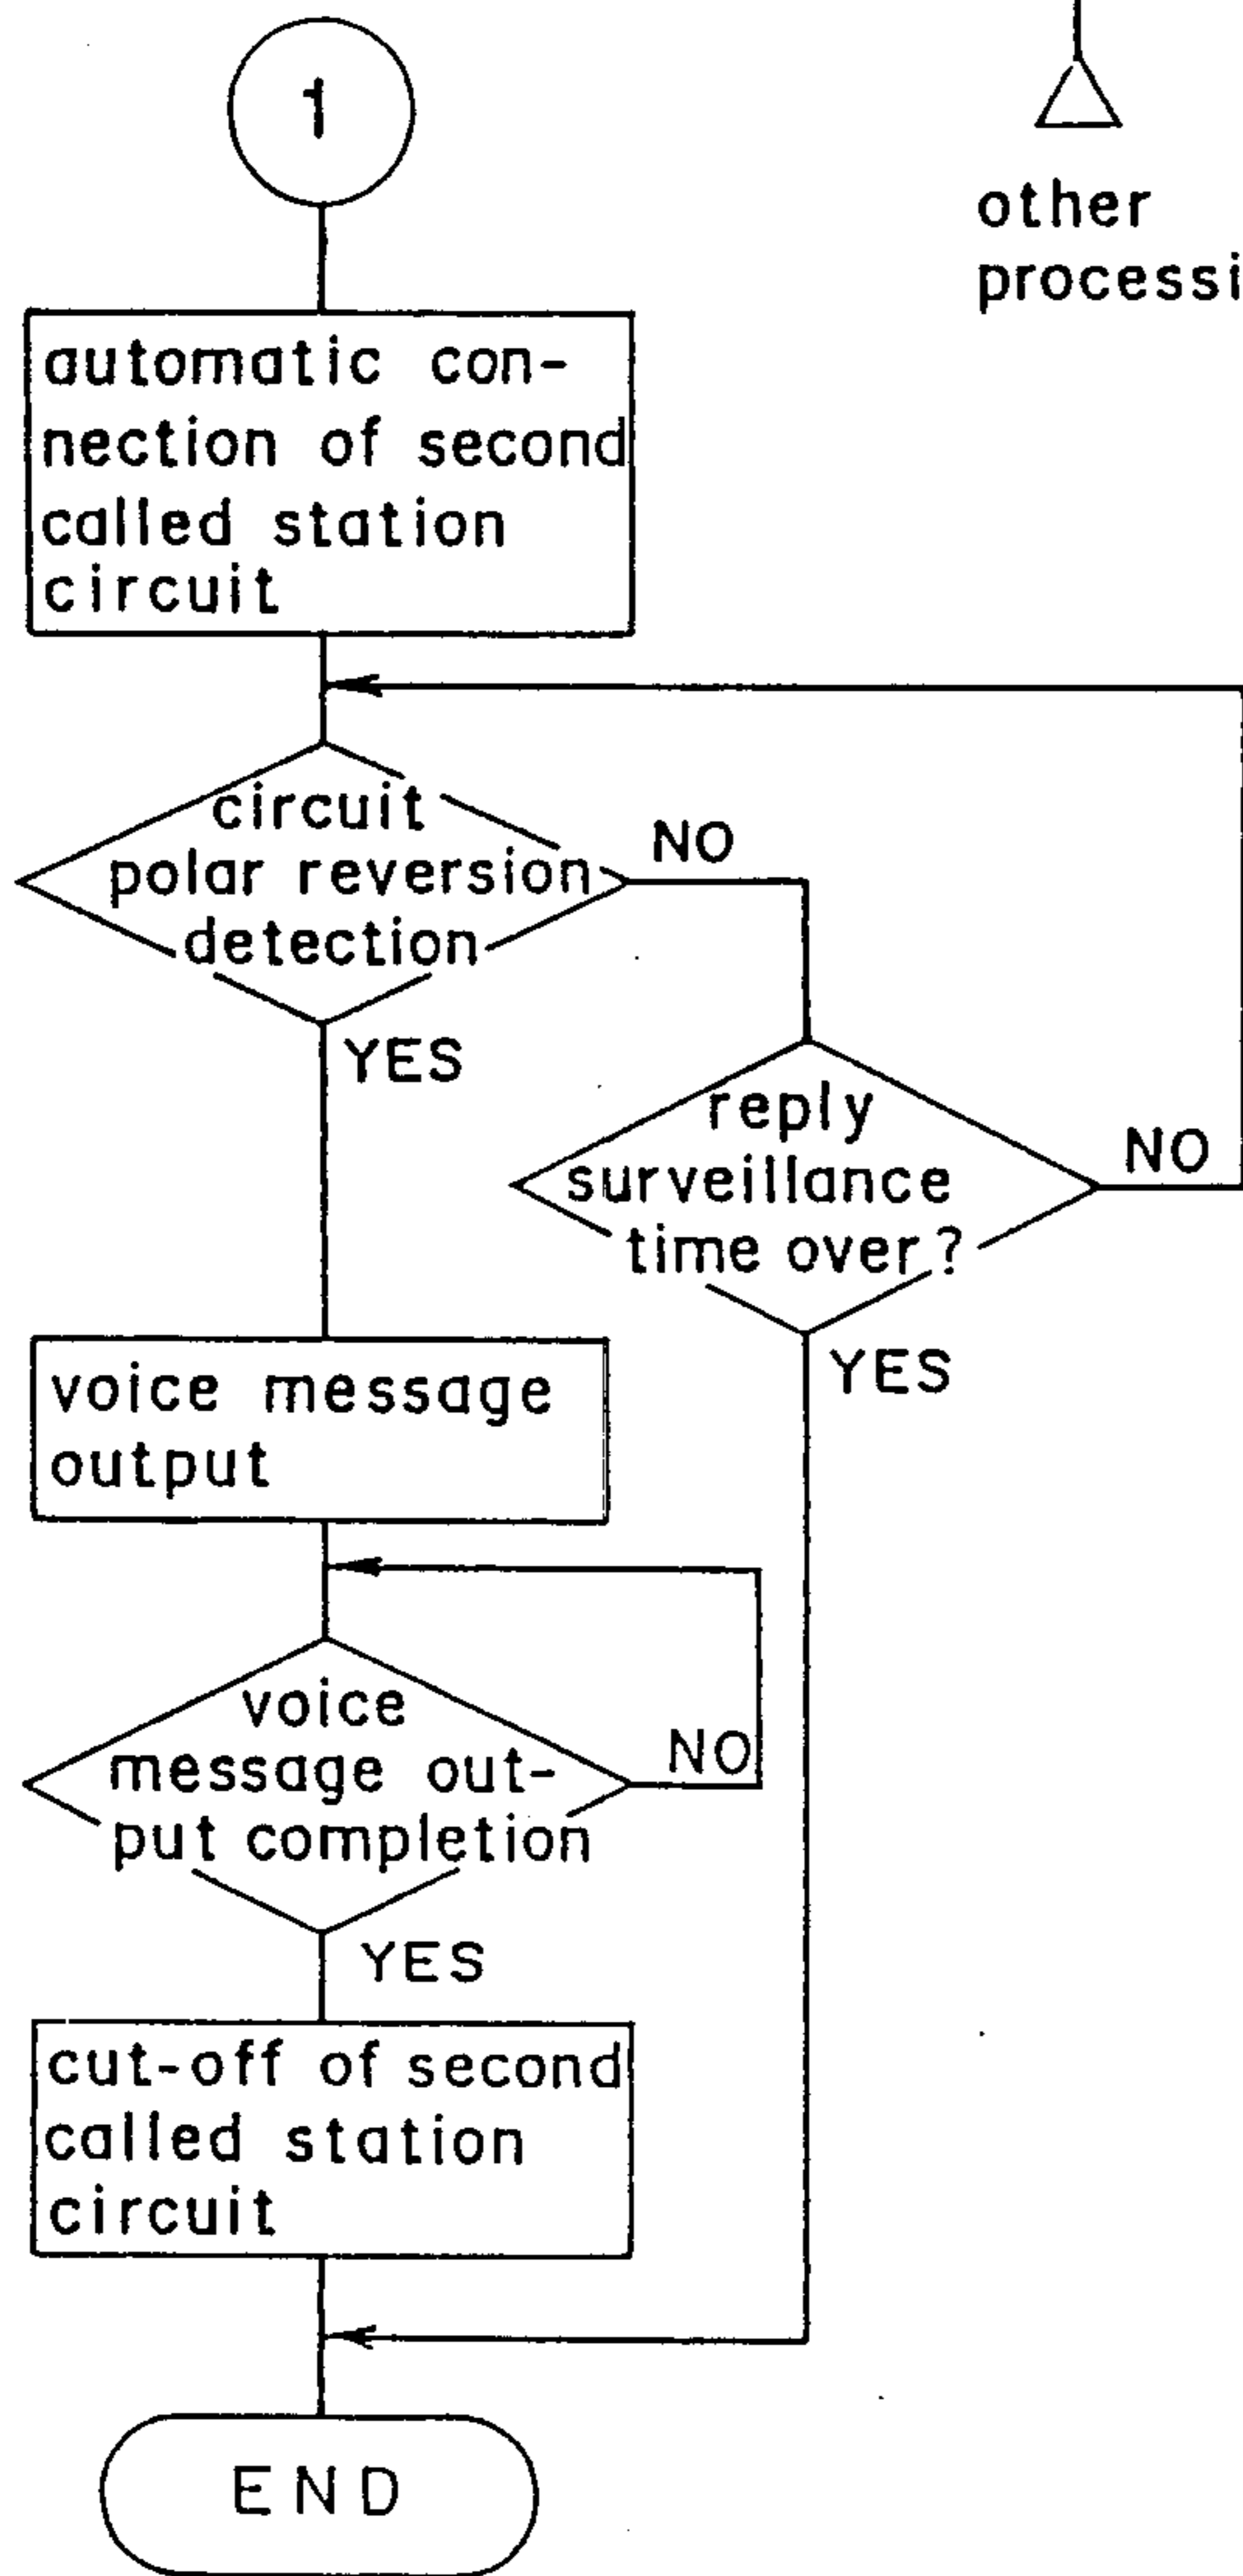 1
other
processi
automatic con-
nection of second
called station
circuit
circuit
polar reversion
detection
NO
YES
reply
surveillance
time over?
NO
YES
voice message
output
voice
message out-
put completion
NO
YES
cut-off of second
called station
circuit
END